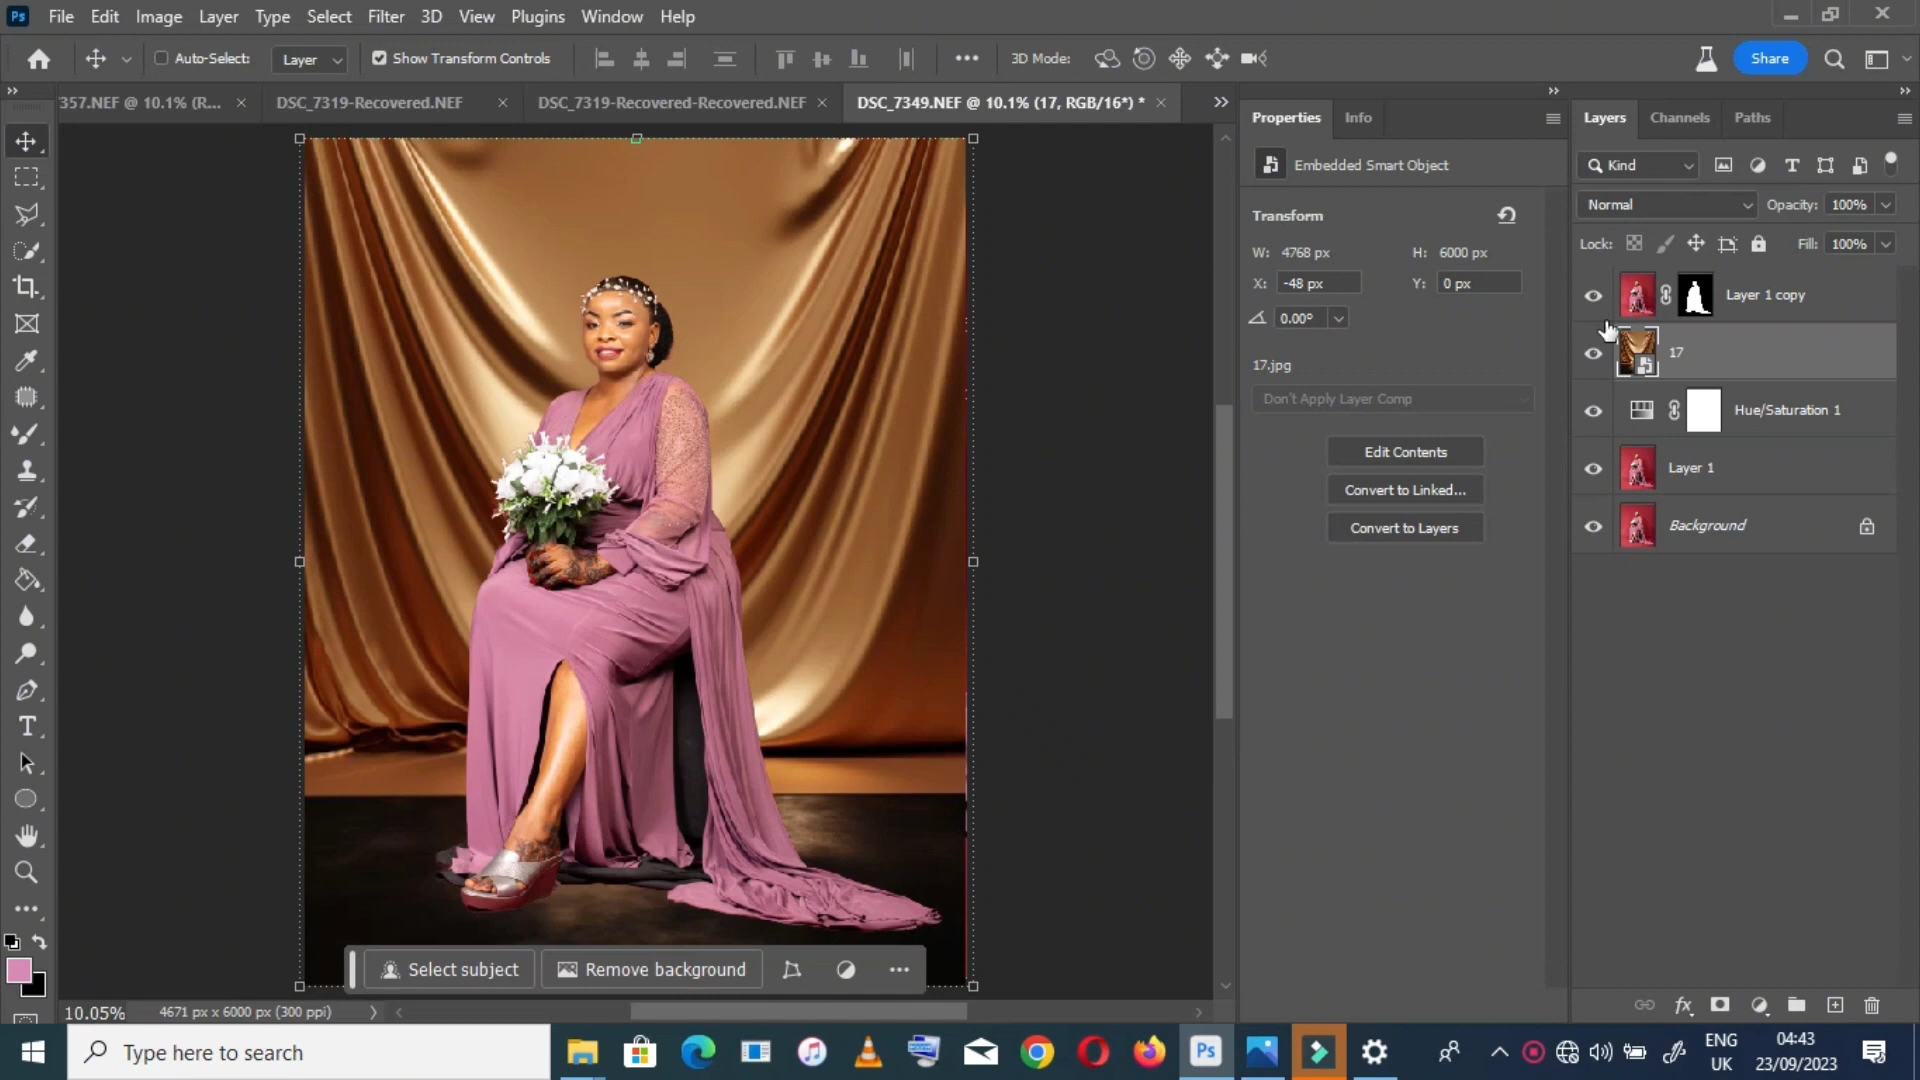 Ps File Edit Image Layer Type Select Filter 3D View Plugins Window Help
Auto-Select: Layer Show Transform Controls 3D Mode: Share
357.NEF @ 10.1% (R... DSC_7319-Recovered.NEF DSC_7319-Recovered-Recovered.NEF DSC_7349.NEF @ 10.1% (17, RGB/16*) *
Properties Info
Embedded Smart Object
Transform
W: 4768 px H: 6000 px
X: -48 px Y: 0 px
0.00°
17.jpg
Don't Apply Layer Comp
Edit Contents
Convert to Linked...
Convert to Layers
Layers Channels Paths
Kind
Normal Opacity: 100%
Lock: Fill: 100%
Layer 1 copy
17
Hue/Saturation 1
Layer 1
Background
Select subject Remove background
10.05% 4671 px x 6000 px (300 ppi)
fx
Type here to search
Ps
ENG
UK
04:43
23/09/2023